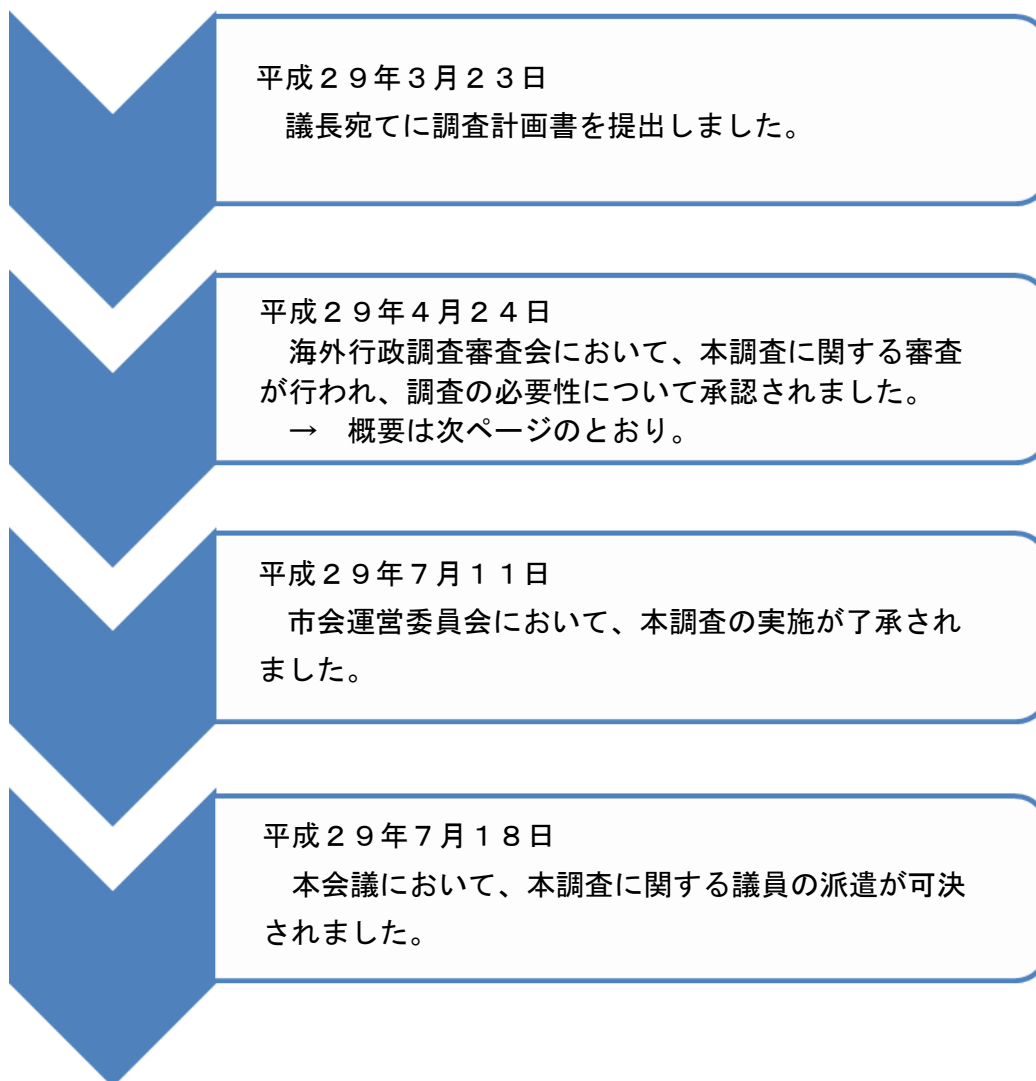 平成２９年３月２３日
　議長宛てに調査計画書を提出しました。
平成２９年４月２４日
　海外行政調査審査会において、本調査に関する審査
が行われ、調査の必要性について承認されました。
　→　概要は次ページのとおり。
平成２９年７月１１日
　市会運営委員会において、本調査の実施が了承され
ました。
平成２９年７月１８日
　本会議において、本調査に関する議員の派遣が可決
されました。